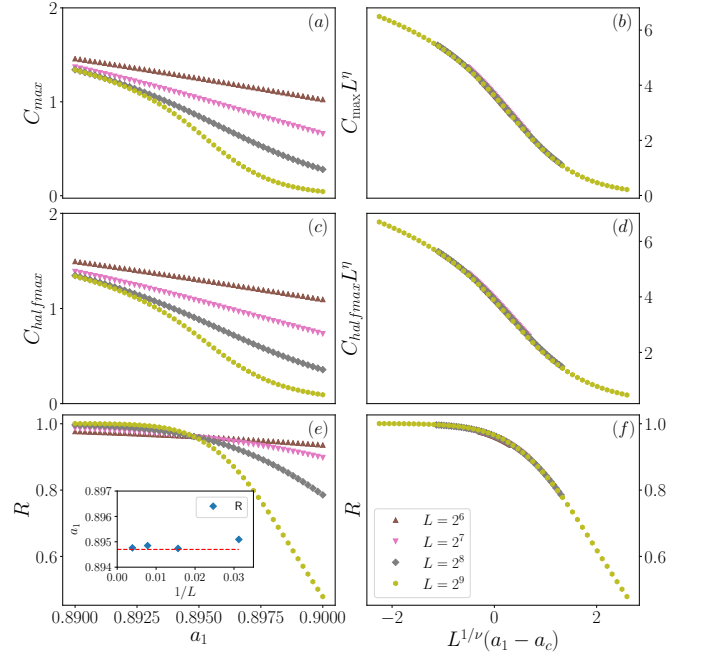 (a)
2
1
0
C_max
(b)
6
4
2
0
C_max L^η
(c)
2
1
0
C_halfmax
(d)
6
4
2
C_halfmax L^η
(e)
1.0
0.8
0.6
R
0.8900 0.8925 0.8950 0.8975 0.9000
a_1
0.897
0.896
0.895
0.894
a_1
R
0.00 0.01 0.02 0.03
1/L
(f)
1.0
0.8
0.6
R
L = 2^6
L = 2^7
L = 2^8
L = 2^9
−2 0 2
L^{1/ν}(a_1 − a_c)